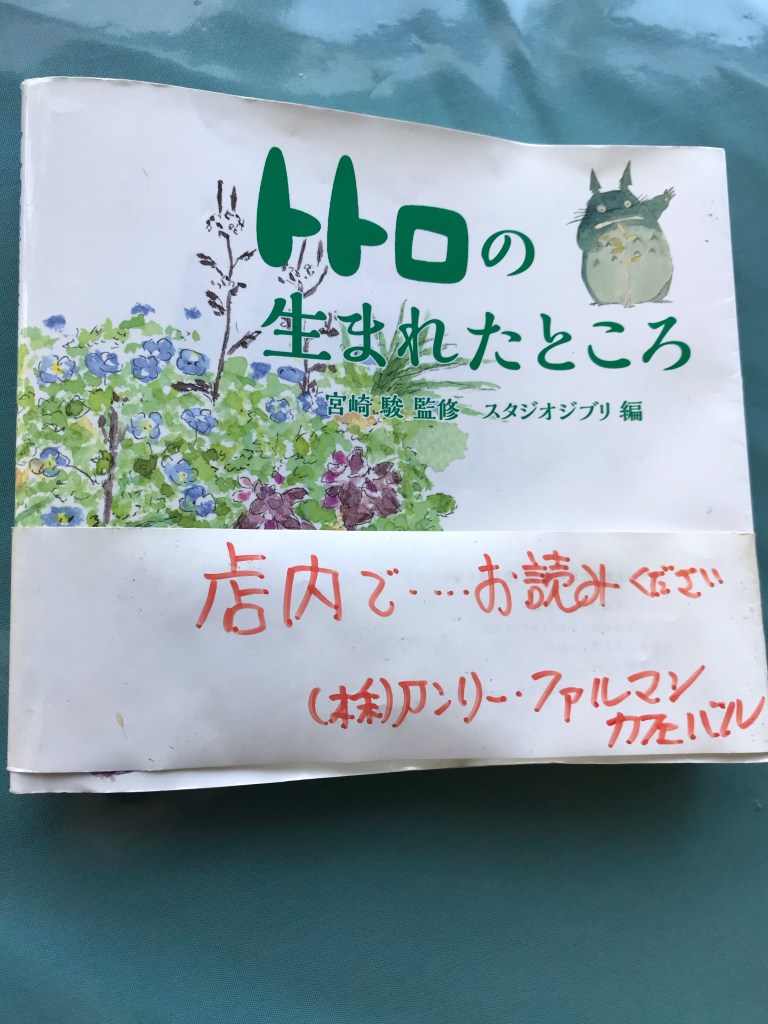 トトロの
生まれたところ
宮崎 駿 監修 スタジオジブリ 編
店内で・・・・お読みください
(株)アンリー・ファルマン
カフェバル